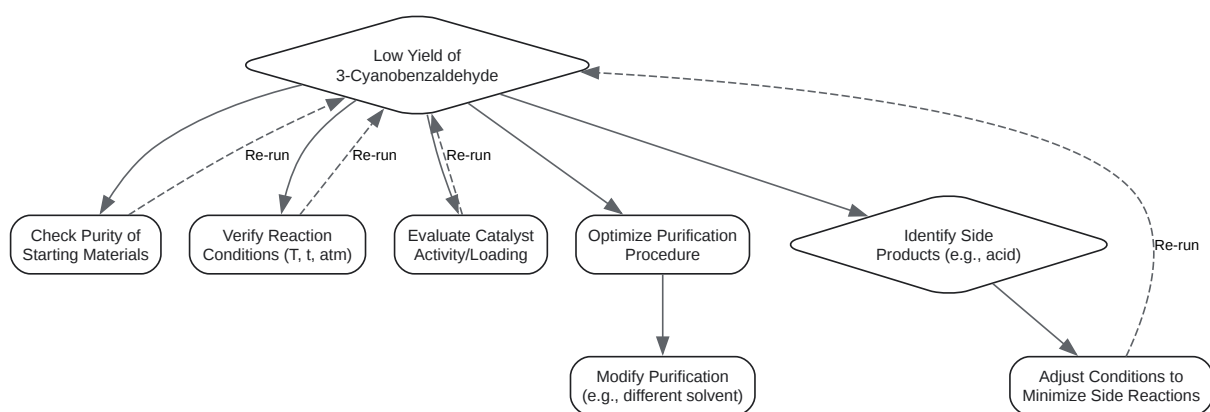 Low Yield of
3-Cyanobenzaldehyde
Re-run
Re-run
Re-run
Check Purity of
Starting Materials
Verify Reaction
Conditions (T, t, atm)
Evaluate Catalyst
Activity/Loading
Optimize Purification
Procedure
Identify Side
Products (e.g., acid)
Re-run
Modify Purification
(e.g., different solvent)
Adjust Conditions to
Minimize Side Reactions